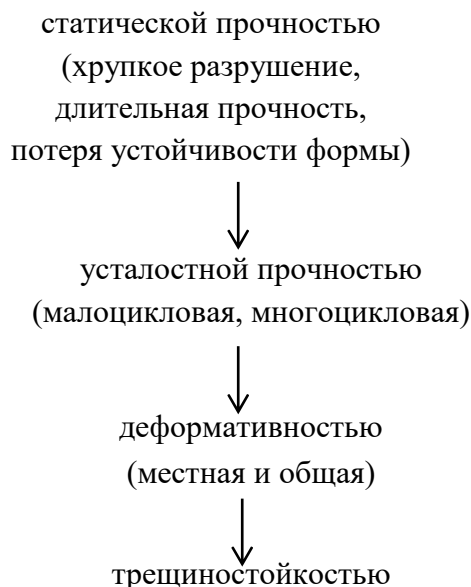 статической прочностью
(хрупкое разрушение,
длительная прочность,
потеря устойчивости формы)
усталостной прочностью
(малоцикловая, многоцикловая)
деформативностью
(местная и общая)
трещиностойкостью